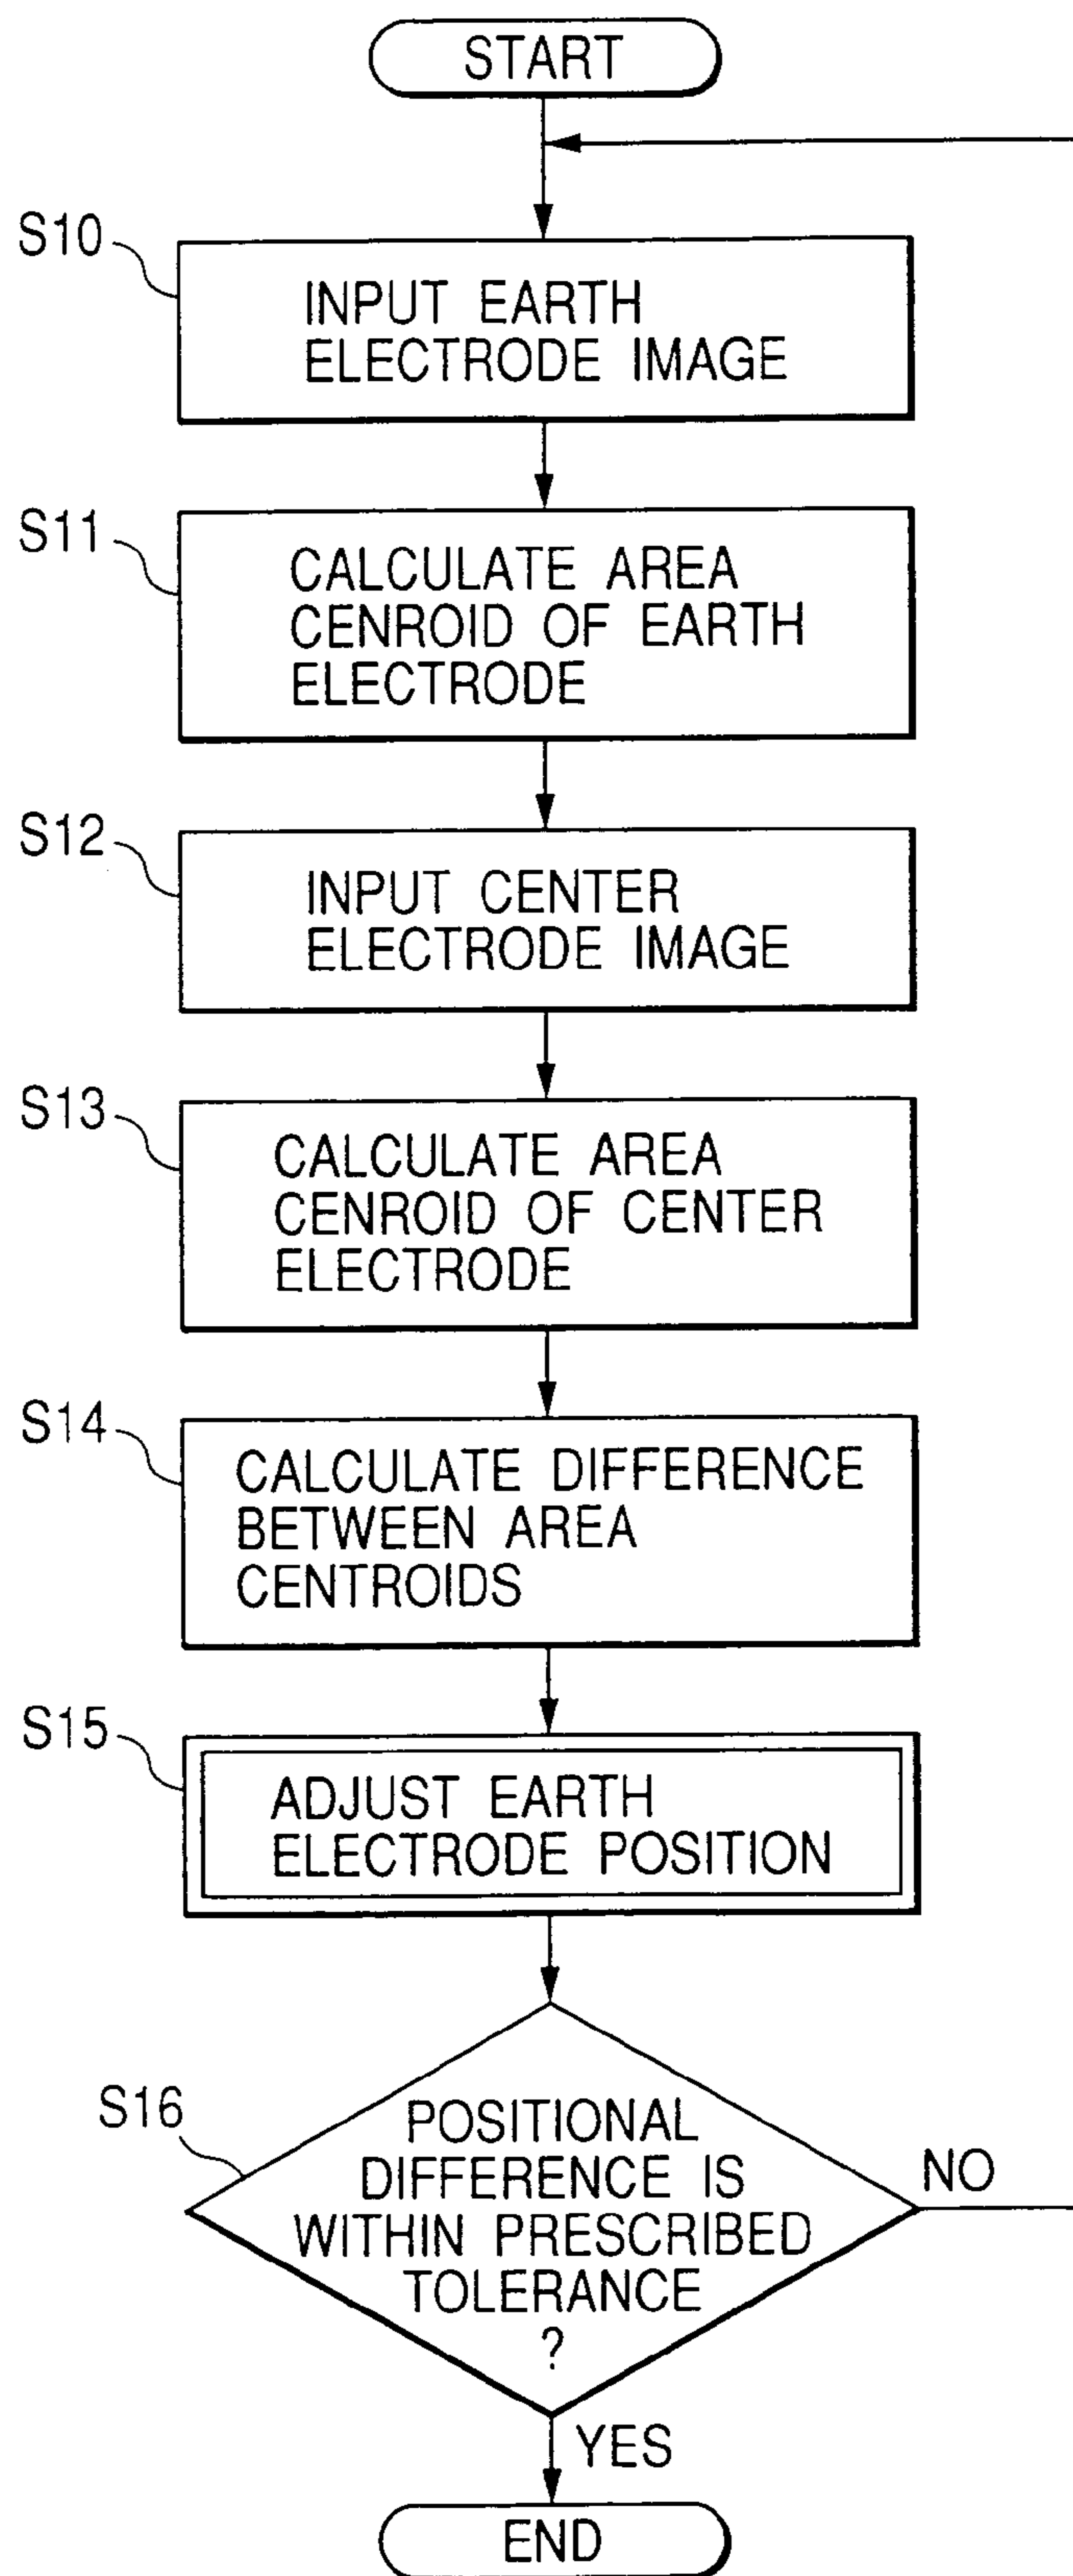 START
S10
INPUT EARTH
ELECTRODE IMAGE
S11
CALCULATE AREA
CENROID OF EARTH
ELECTRODE
S12
INPUT CENTER
ELECTRODE IMAGE
S13
CALCULATE AREA
CENROID OF CENTER
ELECTRODE
S14
CALCULATE DIFFERENCE
BETWEEN AREA
CENTROIDS
S15
ADJUST EARTH
ELECTRODE POSITION
S16
POSITIONAL
DIFFERENCE IS
WITHIN PRESCRIBED
TOLERANCE
?
NO
YES
END